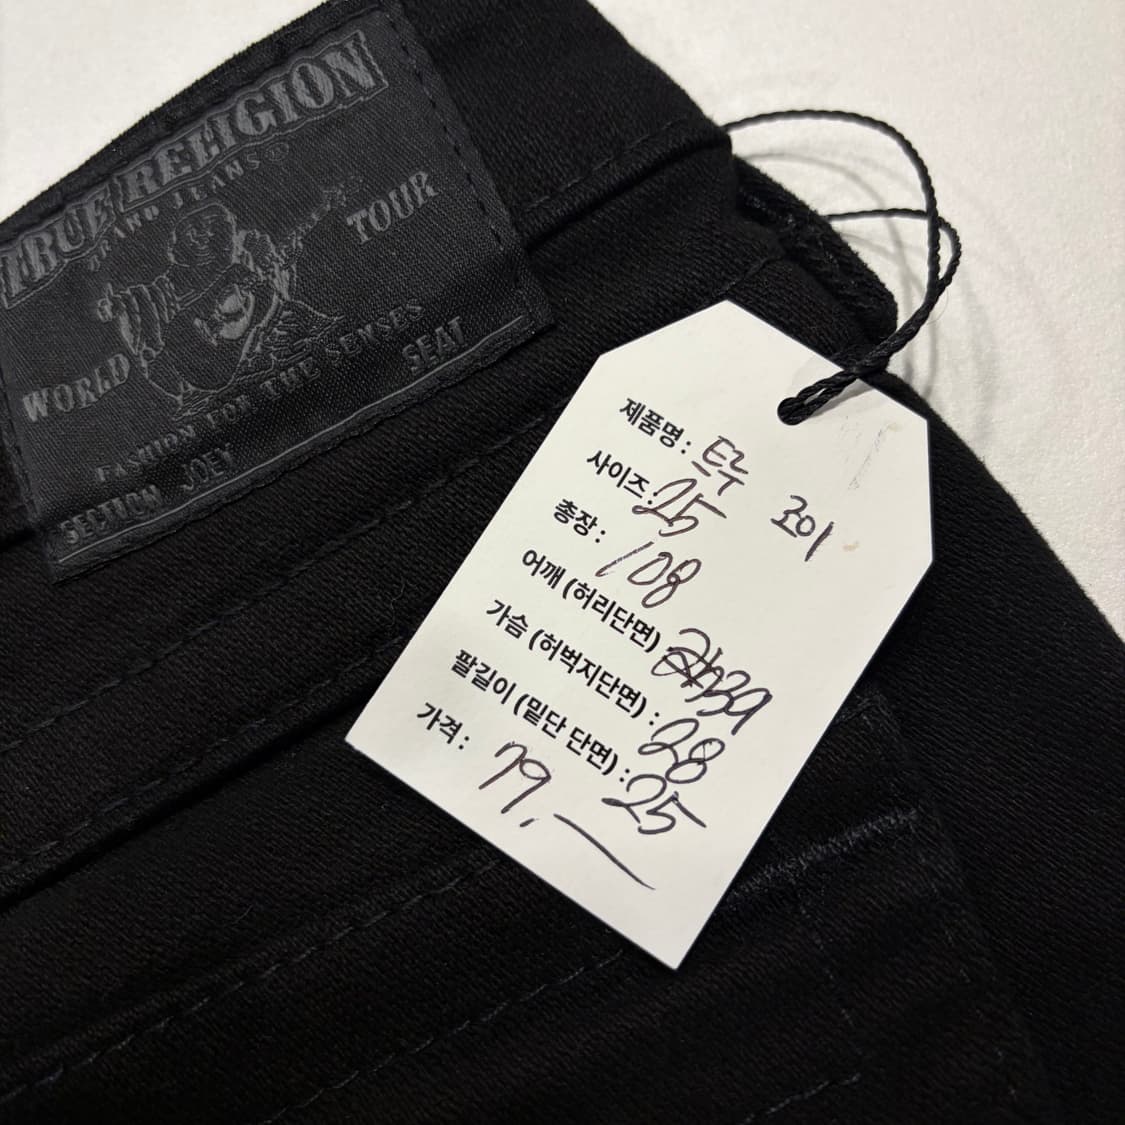 TRUE RELIGION
BRAND JEANS®
WORLD TOUR
FASHION FOR THE SENSES
SECTION JOEY SEAT
제품명 : 트루 조이
사이즈 : 25
총장 : 108
어깨 (허리단면) : 39
가슴 (허벅지단면) : 28
팔길이 (밑단 단면) : 25
가격 : 79,—